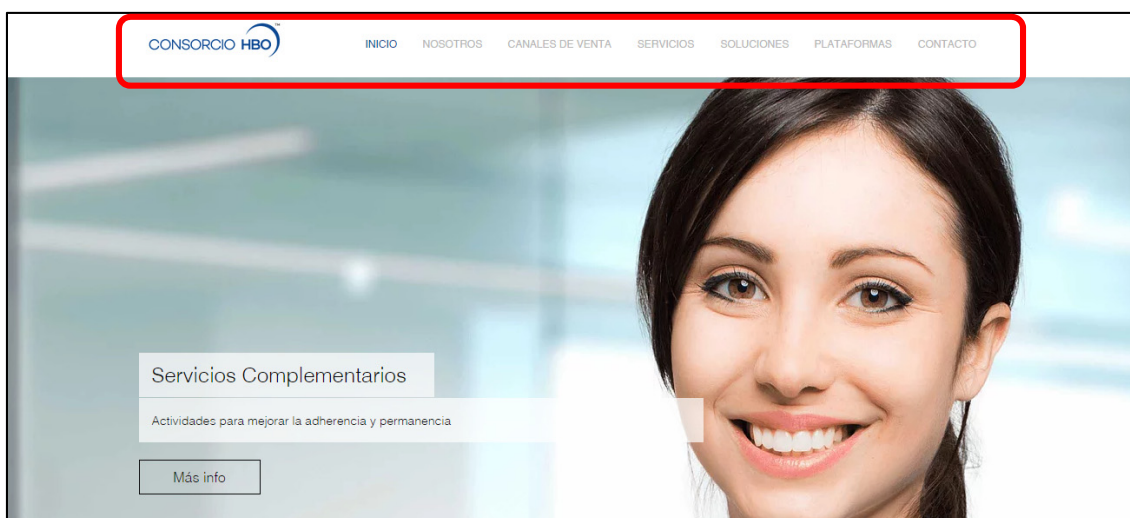 CONSORCIO HBO™ INICIO NOSOTROS CANALES DE VENTA SERVICIOS SOLUCIONES PLATAFORMAS CONTACTO
Servicios Complementarios
Actividades para mejorar la adherencia y permanencia
Más info